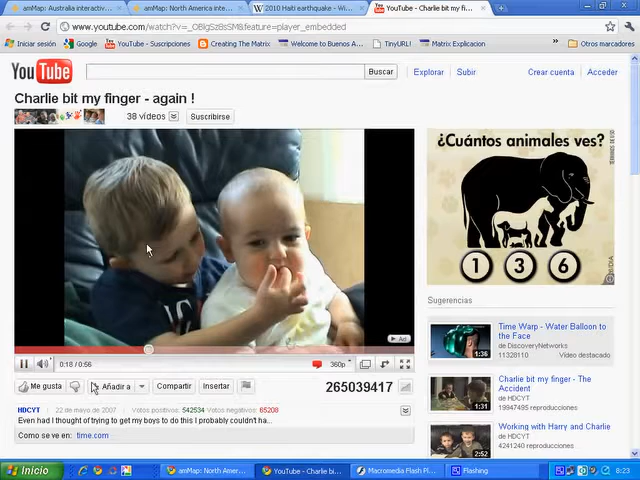 amMap: Australia interactiv...
amMap: North America inte...
2010 Haiti earthquake - Wi...
YouTube - Charlie bit my fi...
www.youtube.com/watch?v=_OBlgSz8sSM&feature=player_embedded
Iniciar sesión
Google
YouTube - Suscripciones
Creating The Matrix
Welcome to Buenos A...
TinyURL!
Matrix Explicacion
Otros marcadores
YouTube
Buscar
Explorar
Subir
Crear cuenta
Acceder
Charlie bit my finger - again !
38 vídeos
Suscribirse
¿Cuántos animales ves?
TÉRMINOS DE USO
1 3 6
Ad
0:18 / 0:56
360p
Me gusta
Añadir a
Compartir
Insertar
265039417
HDCYT
22 de mayo de 2007
Votos positivos: 542534 Votos negativos: 65208
Even had I thought of trying to get my boys to do this I probably couldn't ha...
Como se ve en: time.com
Sugerencias
Time Warp - Water Balloon to
the Face
de DiscoveryNetworks
11328110 Vídeo destacado
1:36
Charlie bit my finger - The
Accident
de HDCYT
19947495 reproducciones
1:31
Working with Harry and Charlie
de HDCYT
4241240 reproducciones
2:52
Inicio
amMap: North Amer...
YouTube - Charlie bi...
Macromedia Flash Pl...
Flashing
8:23